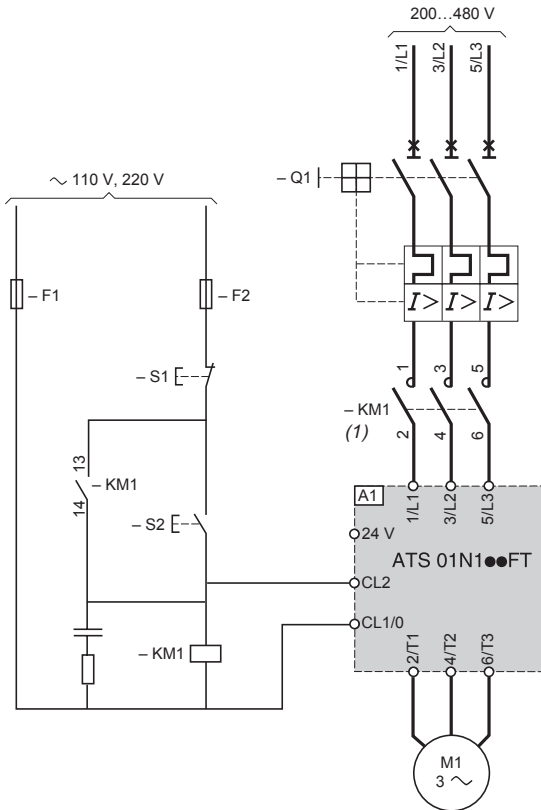 200...480 V
1/L1
3/L2
5/L3
– Q1
∼ 110 V, 220 V
– F1
– F2
I> I> I>
– S1
1
3
5
– KM1
(1)
2
4
6
13
– KM1
14
– S2
A1
1/L1
3/L2
5/L3
24 V
ATS 01N1●●FT
CL2
CL1/0
– KM1
2/T1
4/T2
6/T3
M1
3 ∼